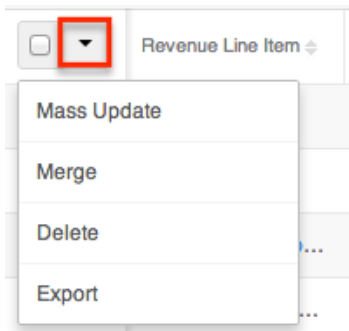 Revenue Line Item
Mass Update
Merge
Delete
...
Export
...